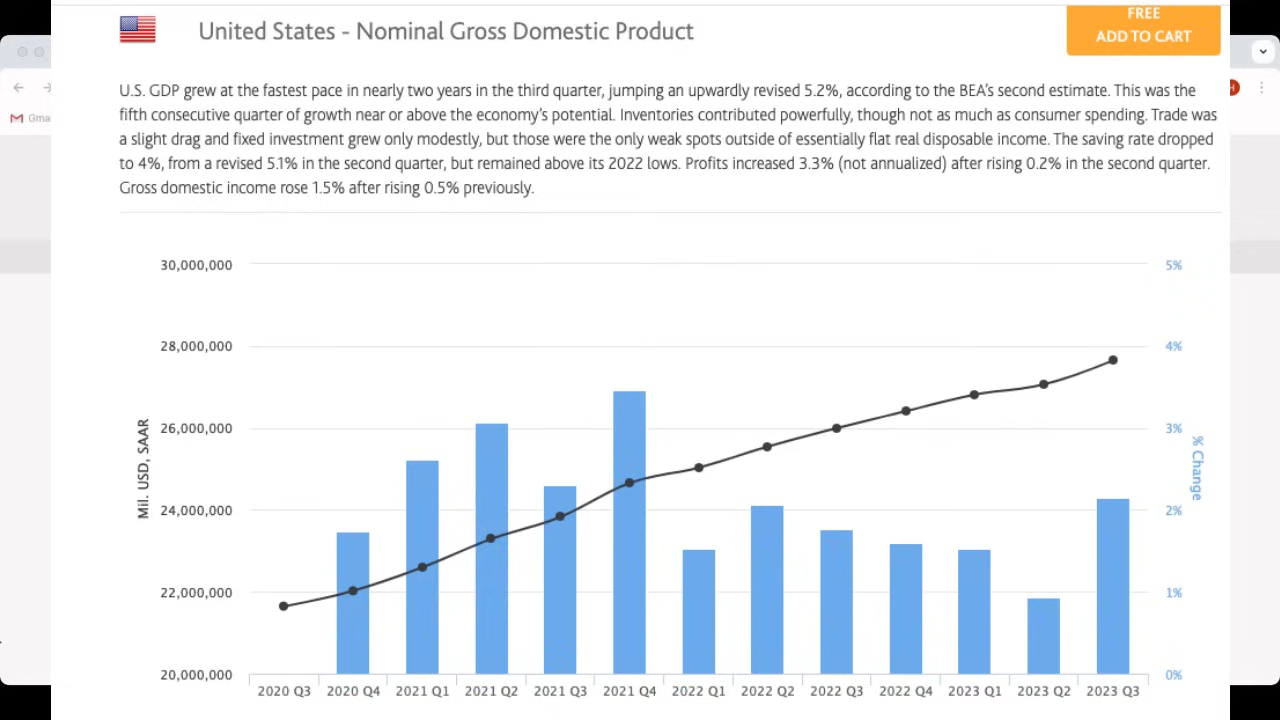 FREE
ADD TO CART
United States - Nominal Gross Domestic Product
U.S. GDP grew at the fastest pace in nearly two years in the third quarter, jumping an upwardly revised 5.2%, according to the BEA's second estimate. This was the
fifth consecutive quarter of growth near or above the economy's potential. Inventories contributed powerfully, though not as much as consumer spending. Trade was
a slight drag and fixed investment grew only modestly, but those were the only weak spots outside of essentially flat real disposable income. The saving rate dropped
to 4%, from a revised 5.1% in the second quarter, but remained above its 2022 lows. Profits increased 3.3% (not annualized) after rising 0.2% in the second quarter.
Gross domestic income rose 1.5% after rising 0.5% previously.
Gma
30,000,000
28,000,000
26,000,000
24,000,000
22,000,000
20,000,000
Mil. USD, SAAR
5%
4%
3%
2%
1%
0%
% Change
2020 Q3 2020 Q4 2021 Q1 2021 Q2 2021 Q3 2021 Q4 2022 Q1 2022 Q2 2022 Q3 2022 Q4 2023 Q1 2023 Q2 2023 Q3